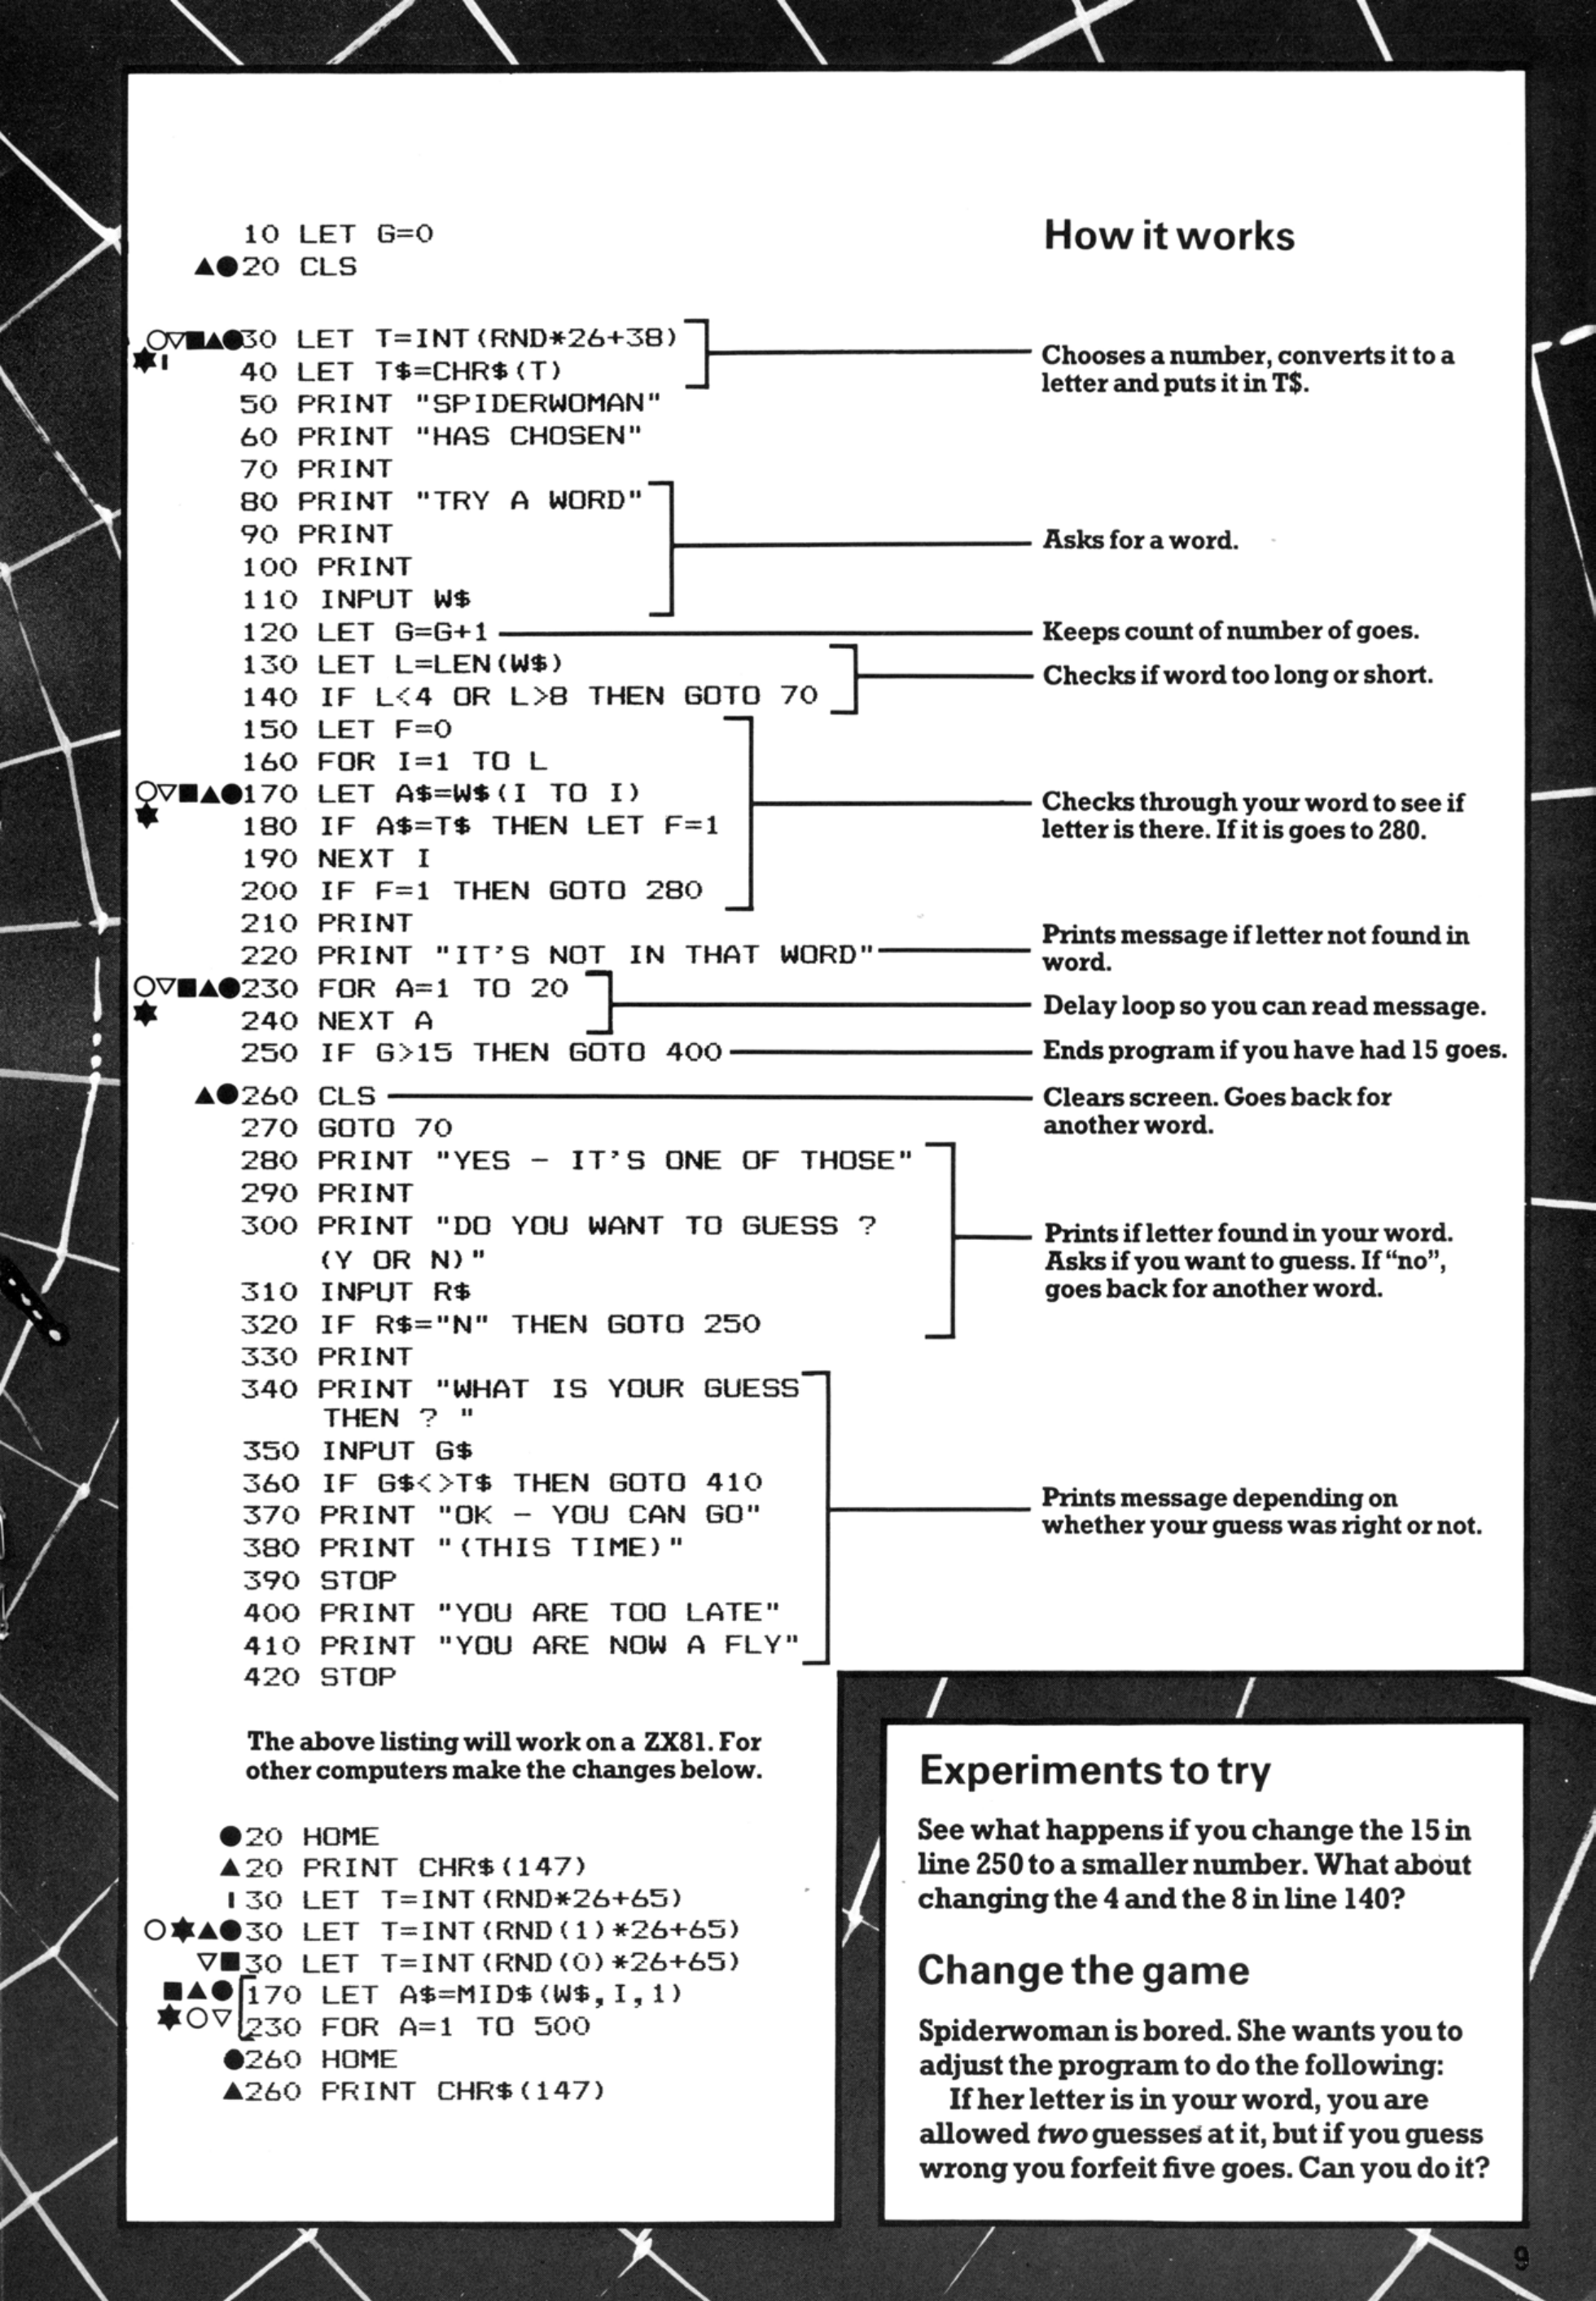 10 LET G=0
▲●20 CLS
○▽■▲●30 LET T=INT(RND*26+38)
★I
40 LET T$=CHR$(T)
50 PRINT "SPIDERWOMAN"
60 PRINT "HAS CHOSEN"
70 PRINT
80 PRINT "TRY A WORD"
90 PRINT
100 PRINT
110 INPUT W$
120 LET G=G+1
130 LET L=LEN(W$)
140 IF L<4 OR L>8 THEN GOTO 70
150 LET F=0
160 FOR I=1 TO L
○▽■▲●170 LET A$=W$(I TO I)
★
180 IF A$=T$ THEN LET F=1
190 NEXT I
200 IF F=1 THEN GOTO 280
210 PRINT
220 PRINT "IT'S NOT IN THAT WORD"
○▽■▲●230 FOR A=1 TO 20
★
240 NEXT A
250 IF G>15 THEN GOTO 400
▲●260 CLS
270 GOTO 70
280 PRINT "YES - IT'S ONE OF THOSE"
290 PRINT
300 PRINT "DO YOU WANT TO GUESS ?
(Y OR N)"
310 INPUT R$
320 IF R$="N" THEN GOTO 250
330 PRINT
340 PRINT "WHAT IS YOUR GUESS
THEN ? "
350 INPUT G$
360 IF G$<>T$ THEN GOTO 410
370 PRINT "OK - YOU CAN GO"
380 PRINT "(THIS TIME)"
390 STOP
400 PRINT "YOU ARE TOO LATE"
410 PRINT "YOU ARE NOW A FLY"
420 STOP
How it works
Chooses a number, converts it to a
letter and puts it in T$.
Asks for a word.
Keeps count of number of goes.
Checks if word too long or short.
Checks through your word to see if
letter is there. If it is goes to 280.
Prints message if letter not found in
word.
Delay loop so you can read message.
Ends program if you have had 15 goes.
Clears screen. Goes back for
another word.
Prints if letter found in your word.
Asks if you want to guess. If “no”,
goes back for another word.
Prints message depending on
whether your guess was right or not.
The above listing will work on a ZX81. For
other computers make the changes below.
●20 HOME
▲20 PRINT CHR$(147)
I 30 LET T=INT(RND*26+65)
○★▲●30 LET T=INT(RND(1)*26+65)
▽■30 LET T=INT(RND(0)*26+65)
■▲●170 LET A$=MID$(W$,I,1)
★○▽230 FOR A=1 TO 500
●260 HOME
▲260 PRINT CHR$(147)
Experiments to try
See what happens if you change the 15 in
line 250 to a smaller number. What about
changing the 4 and the 8 in line 140?
Change the game
Spiderwoman is bored. She wants you to
adjust the program to do the following:
If her letter is in your word, you are
allowed two guesses at it, but if you guess
wrong you forfeit five goes. Can you do it?
9